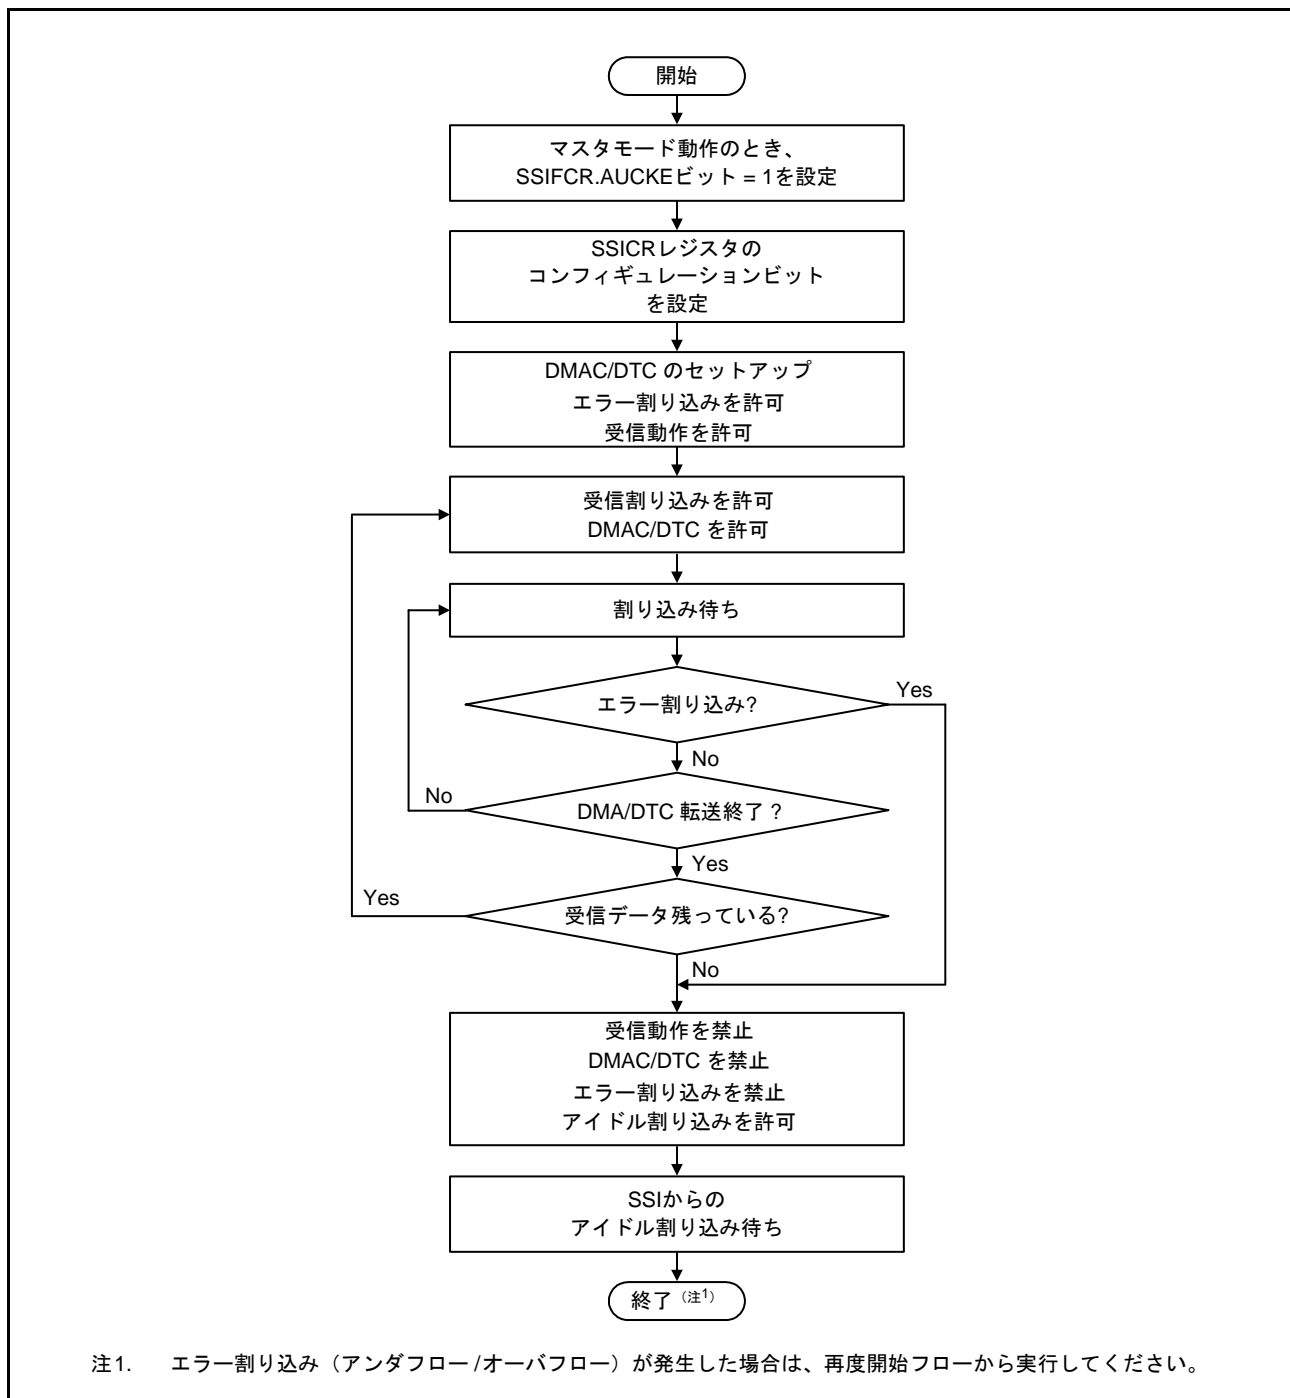 開始
マスタモード動作のとき、
SSIFCR.AUCKEビット = 1を設定
SSICRレジスタの
コンフィギュレーションビット
を設定
DMAC/DTC のセットアップ
エラー割り込みを許可
受信動作を許可
受信割り込みを許可
DMAC/DTC を許可
割り込み待ち
エラー割り込み?
Yes
No
DMA/DTC 転送終了 ?
No
Yes
受信データ残っている?
Yes
No
受信動作を禁止
DMAC/DTC を禁止
エラー割り込みを禁止
アイドル割り込みを許可
SSIからの
アイドル割り込み待ち
終了 (注1)
注1. エラー割り込み（アンダフロー /オーバフロー）が発生した場合は、再度開始フローから実行してください。